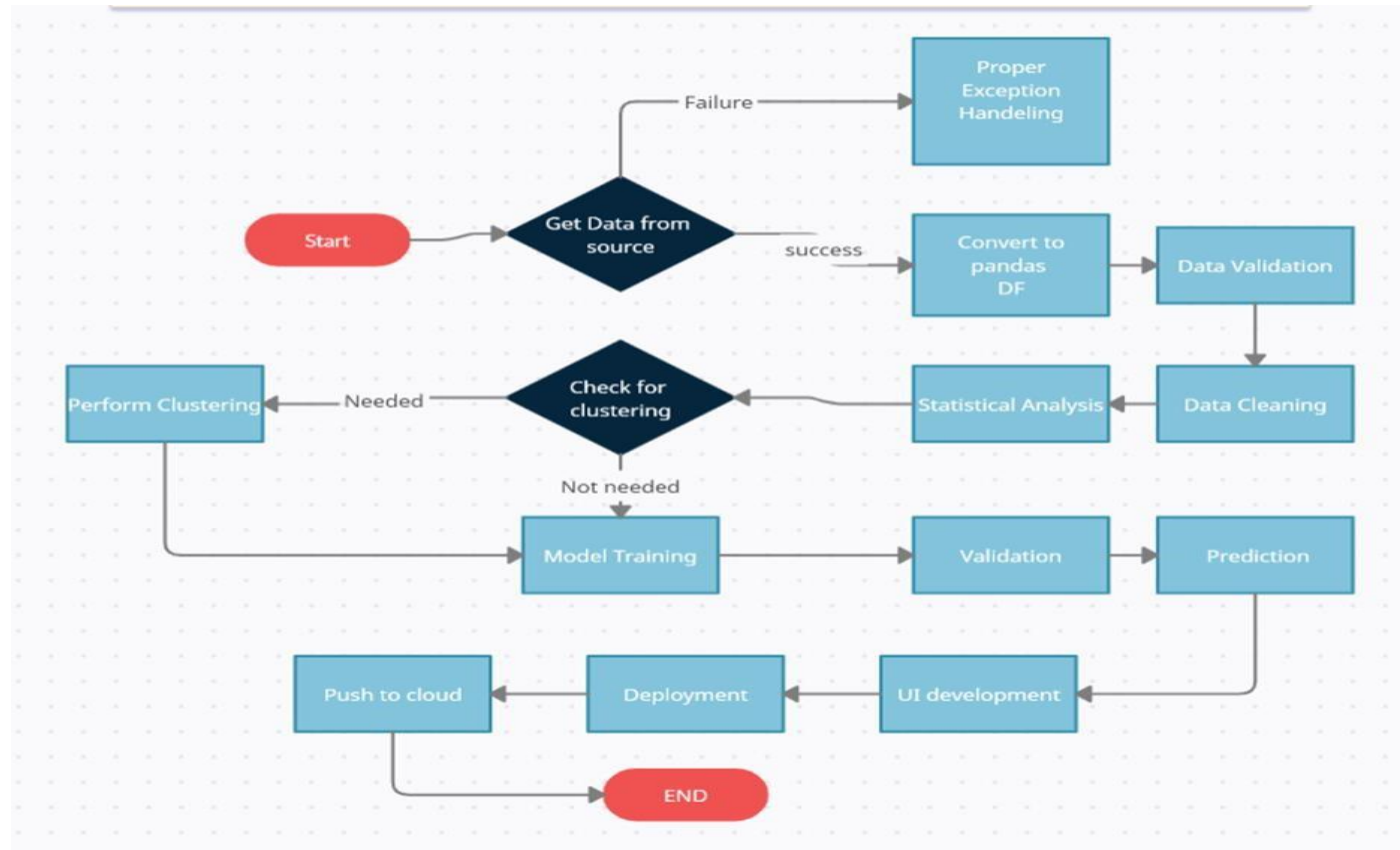 Failure
Proper
Exception
Handeling
Start
Get Data from
source
success
Convert to
pandas
DF
Data Validation
Perform Clustering
Needed
Check for
clustering
Statistical Analysis
Data Cleaning
Not needed
Model Training
Validation
Prediction
Push to cloud
Deployment
UI development
END